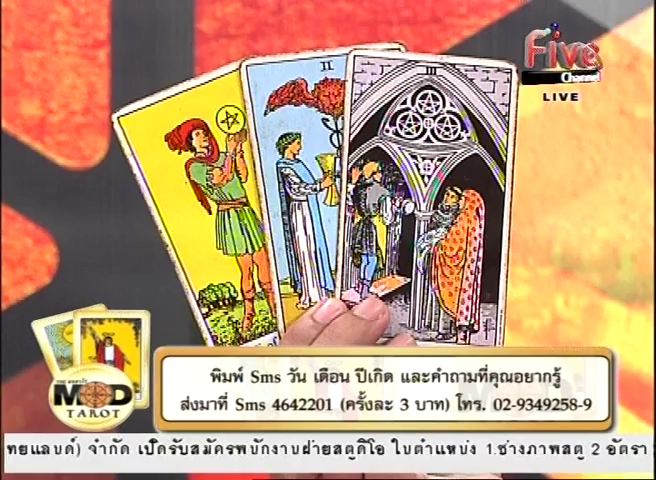 Five
Channel
LIVE
II
III
MOD
TAROT
พิมพ์ Sms วัน เดือน ปีเกิด และคำถามที่คุณอยากรู้
ส่งมาที่ Sms 4642201 (ครั้งละ 3 บาท) โทร. 02-9349258-9
ทยแลนด์) จำกัด เปิดรับสมัครพนักงานฝ่ายสตูดิโอ ในตำแหน่ง 1.ช่างภาพสตู 2 อัตรา